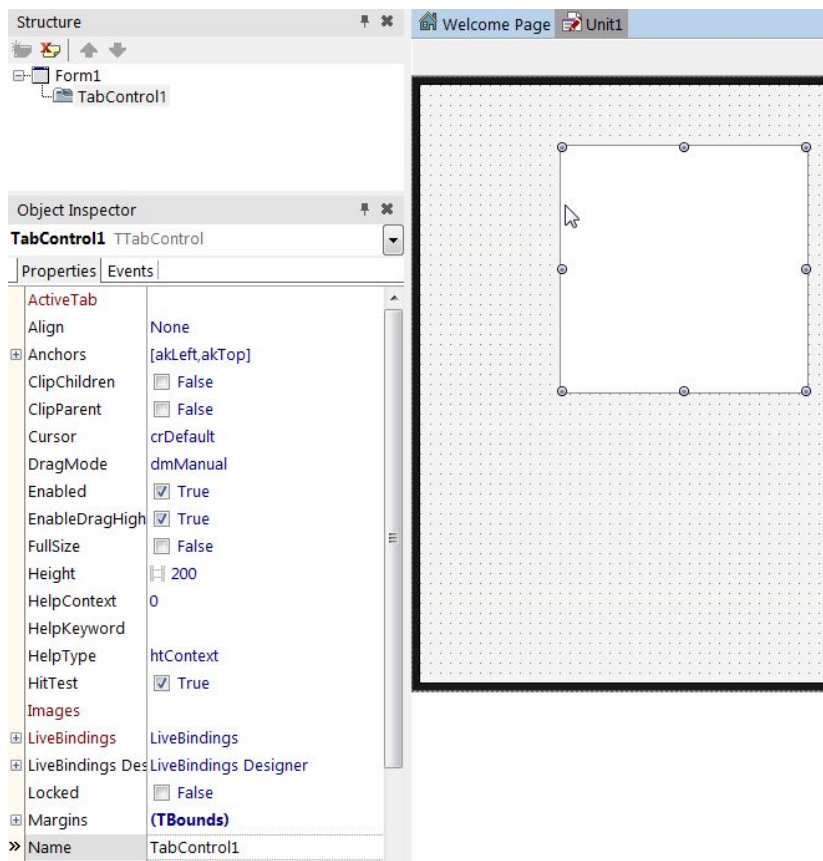 Structure
Welcome Page
Unit1
Form1
TabControl1
Object Inspector
TabControl1 TTabControl
Properties Events
ActiveTab
Align None
Anchors [akLeft,akTop]
ClipChildren False
ClipParent False
Cursor crDefault
DragMode dmManual
Enabled True
EnableDragHigh True
FullSize False
Height 200
HelpContext 0
HelpKeyword
HelpType htContext
HitTest True
Images
LiveBindings LiveBindings
LiveBindings Des LiveBindings Designer
Locked False
Margins (TBounds)
» Name TabControl1